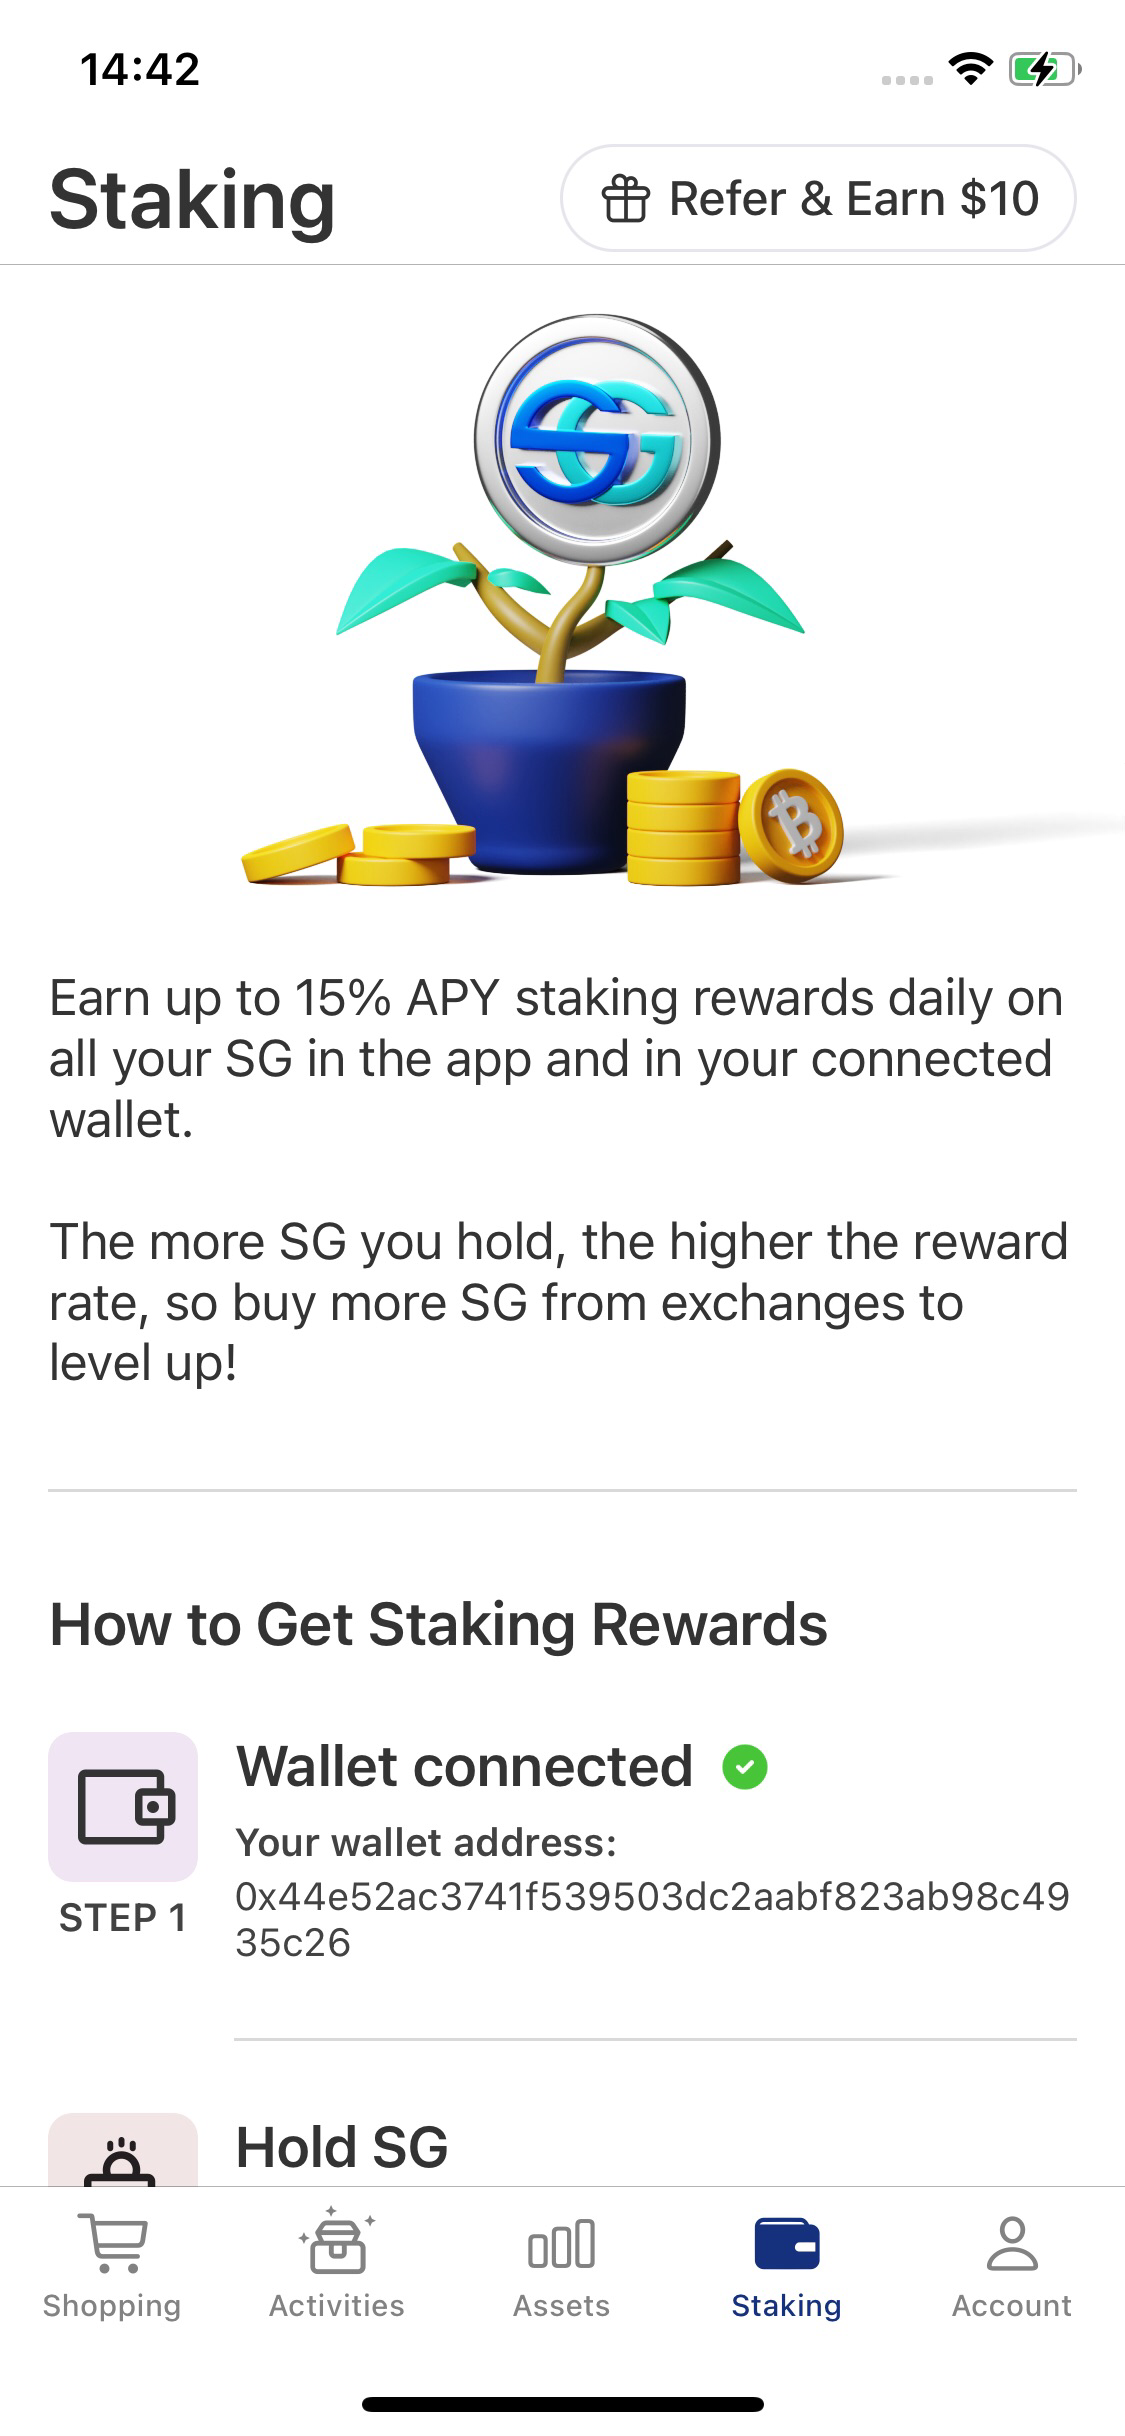 14:42
Staking
Refer & Earn $10
SG
Earn up to 15% APY staking rewards daily on
all your SG in the app and in your connected
wallet.
The more SG you hold, the higher the reward
rate, so buy more SG from exchanges to
level up!
How to Get Staking Rewards
Wallet connected
Your wallet address:
0x44e52ac3741f539503dc2aabf823ab98c49
35c26
STEP 1
Hold SG
Shopping
Activities
Assets
Staking
Account